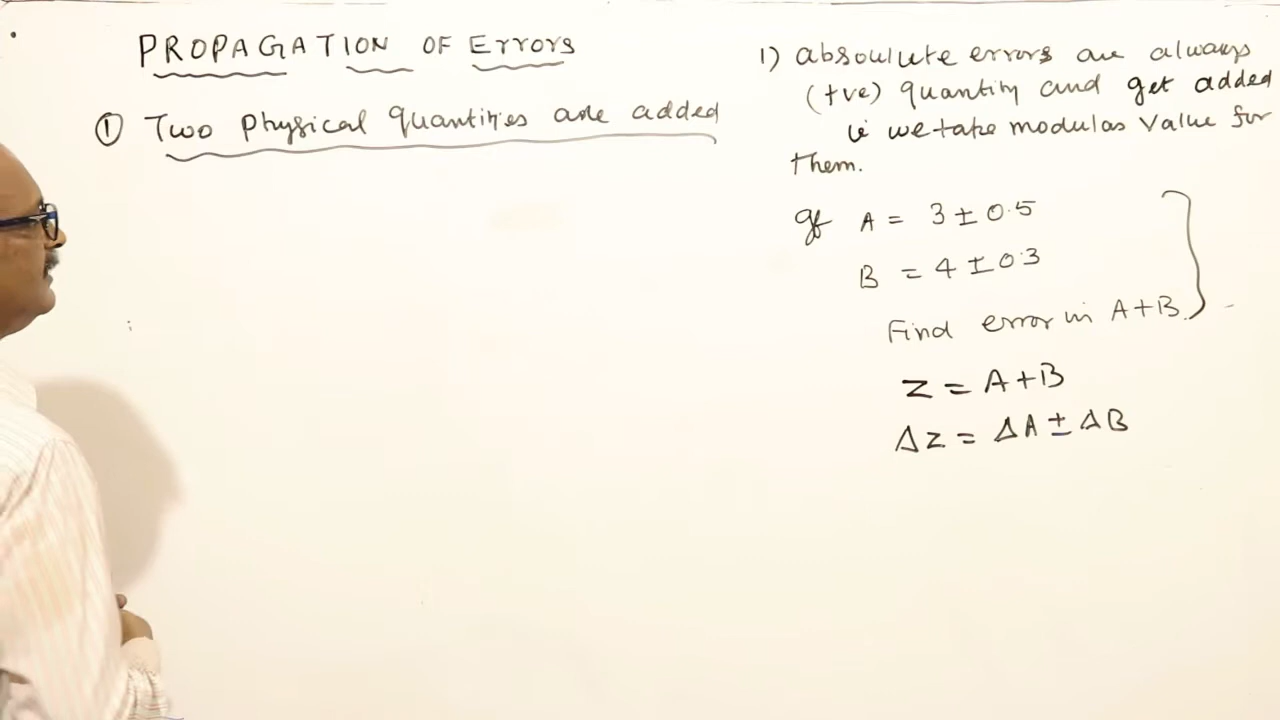 PROPAGATION OF Errors
① Two Physical quantities are added
1) absoulute errors are always
(+ve) quantity and get added
ie we take modulas value for
them.
If A = 3 ± 0.5
B = 4 ± 0.3
Find error in A+B.
Z = A+B
ΔZ = ΔA ± ΔB